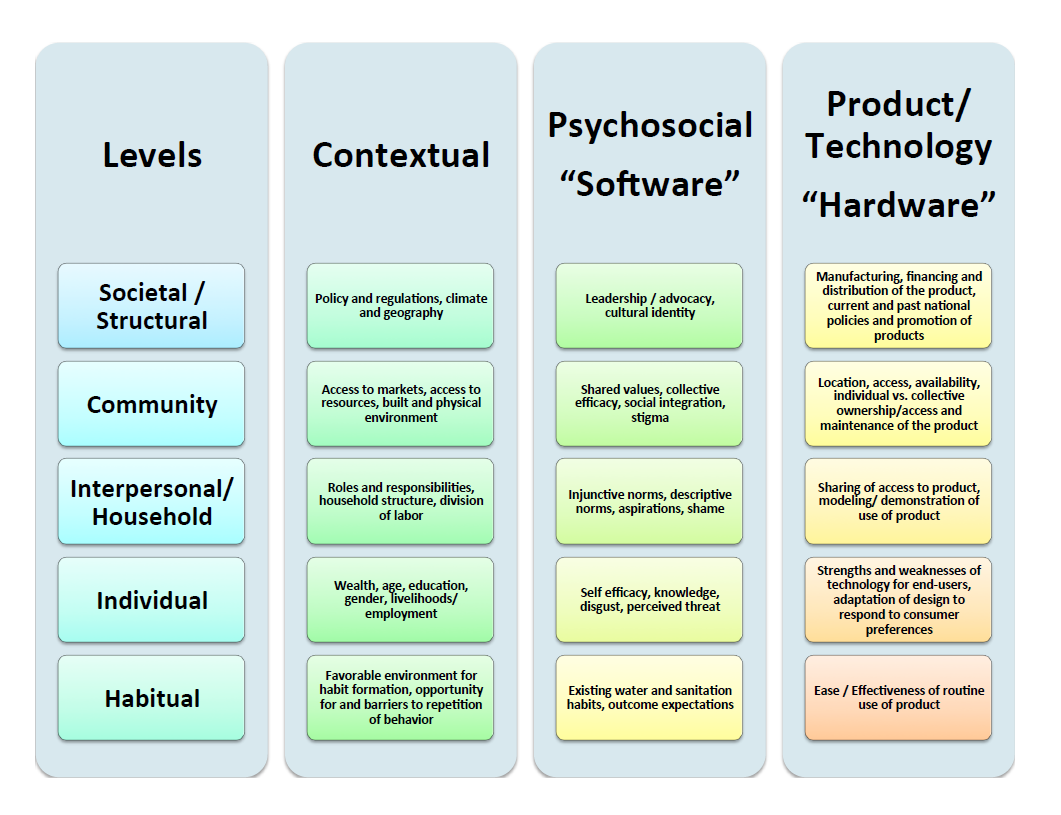 Levels
Contextual
Psychosocial
“Software”
Product/
Technology
“Hardware”
Societal /
Structural
Policy and regulations, climate
and geography
Leadership / advocacy,
cultural identity
Manufacturing, financing and
distribution of the product,
current and past national
policies and promotion of
products
Community
Access to markets, access to
resources, built and physical
environment
Shared values, collective
efficacy, social integration,
stigma
Location, access, availability,
individual vs. collective
ownership/access and
maintenance of the product
Interpersonal/
Household
Roles and responsibilities,
household structure, division
of labor
Injunctive norms, descriptive
norms, aspirations, shame
Sharing of access to product,
modeling/ demonstration of
use of product
Individual
Wealth, age, education,
gender, livelihoods/
employment
Self efficacy, knowledge,
disgust, perceived threat
Strengths and weaknesses of
technology for end-users,
adaptation of design to
respond to consumer
preferences
Habitual
Favorable environment for
habit formation, opportunity
for and barriers to repetition
of behavior
Existing water and sanitation
habits, outcome expectations
Ease / Effectiveness of routine
use of product